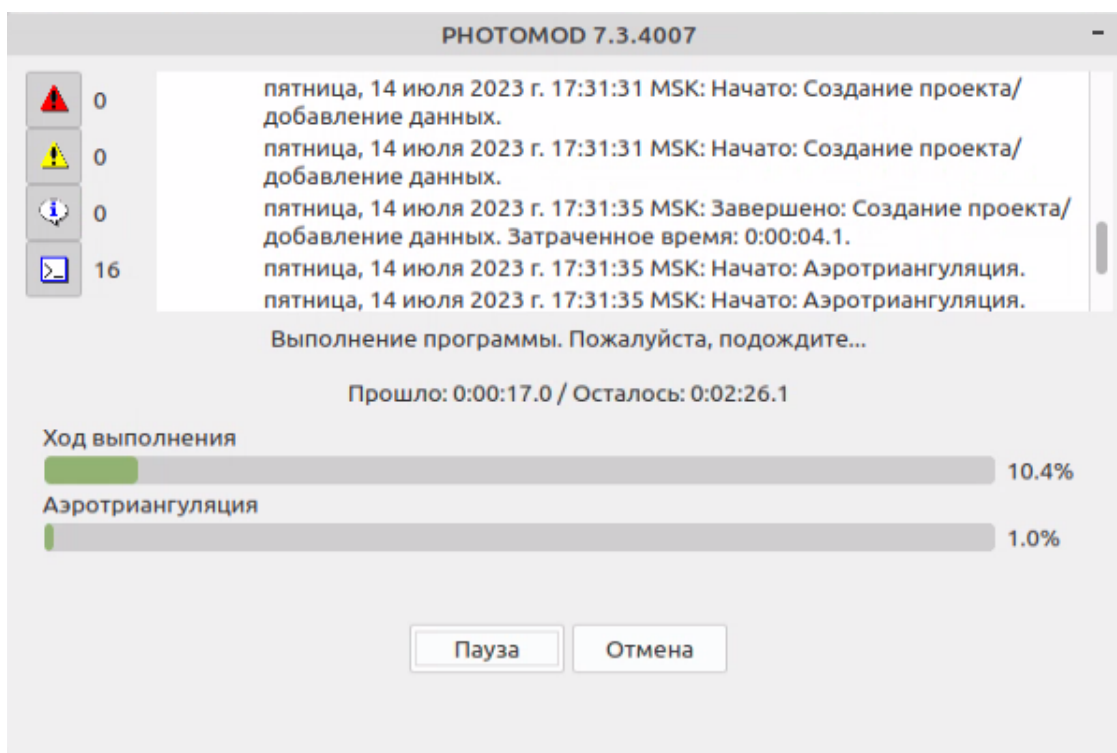 PHOTOMOD 7.3.4007
0
0
0
16
пятница, 14 июля 2023 г. 17:31:31 MSK: Начато: Создание проекта/
добавление данных.
пятница, 14 июля 2023 г. 17:31:31 MSK: Начато: Создание проекта/
добавление данных.
пятница, 14 июля 2023 г. 17:31:35 MSK: Завершено: Создание проекта/
добавление данных. Затраченное время: 0:00:04.1.
пятница, 14 июля 2023 г. 17:31:35 MSK: Начато: Аэротриангуляция.
пятница, 14 июля 2023 г. 17:31:35 MSK: Начато: Аэротриангуляция.
Выполнение программы. Пожалуйста, подождите...
Прошло: 0:00:17.0 / Осталось: 0:02:26.1
Ход выполнения
10.4%
Аэротриангуляция
1.0%
Пауза
Отмена